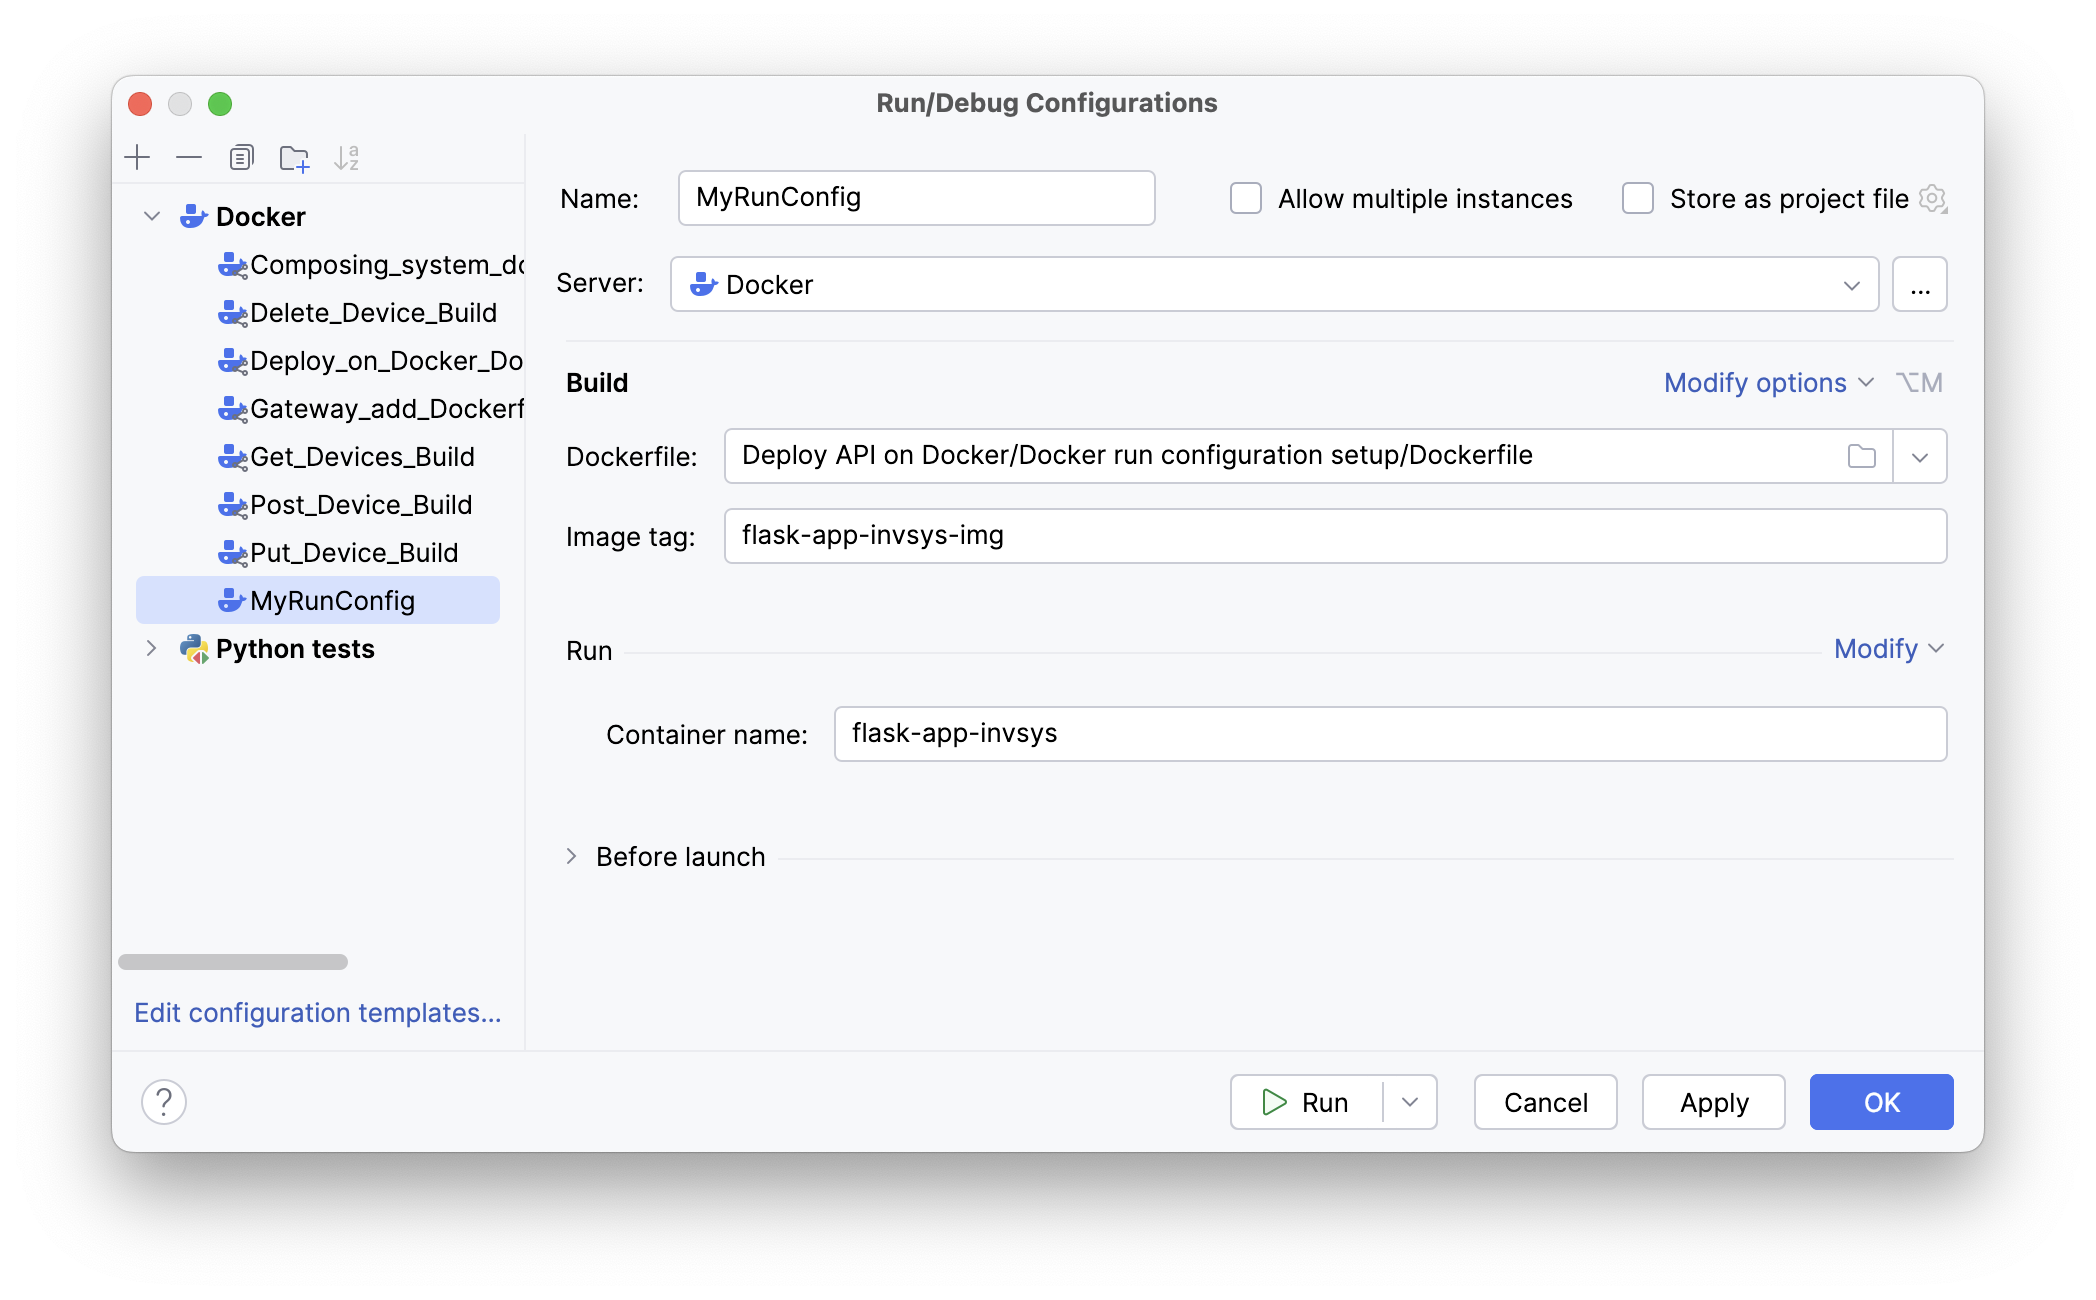 Run/Debug Configurations
Docker
Composing_system_dc
Delete_Device_Build
Deploy_on_Docker_Do
Gateway_add_Dockerf
Get_Devices_Build
Post_Device_Build
Put_Device_Build
MyRunConfig
Python tests
Edit configuration templates...
Name: MyRunConfig Allow multiple instances Store as project file
Server: Docker ...
Build Modify options ⌥M
Dockerfile: Deploy API on Docker/Docker run configuration setup/Dockerfile
Image tag: flask-app-invsys-img
Run Modify
Container name: flask-app-invsys
Before launch
? Run Cancel Apply OK